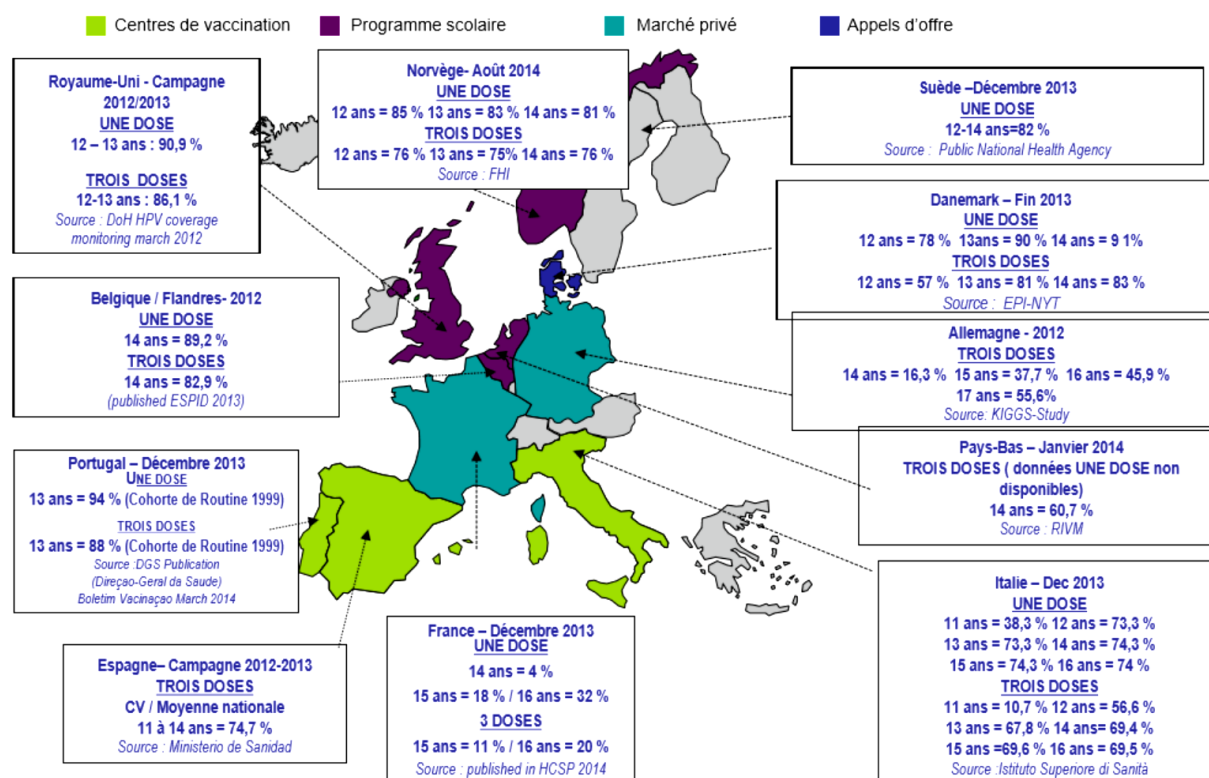 Centres de vaccination
Programme scolaire
Marché privé
Appels d'offre
Royaume-Uni - Campagne
2012/2013
UNE DOSE
12 – 13 ans : 90,9 %
TROIS DOSES
12-13 ans : 86,1 %
Source : DoH HPV coverage
monitoring march 2012
Norvège- Août 2014
UNE DOSE
12 ans = 85 % 13 ans = 83 % 14 ans = 81 %
TROIS DOSES
12 ans = 76 % 13 ans = 75% 14 ans = 76 %
Source : FHI
Suède –Décembre 2013
UNE DOSE
12-14 ans=82 %
Source : Public National Health Agency
Danemark – Fin 2013
UNE DOSE
12 ans = 78 % 13ans = 90 % 14 ans = 9 1%
TROIS DOSES
12 ans = 57 % 13 ans = 81 % 14 ans = 83 %
Source : EPI-NYT
Belgique / Flandres- 2012
UNE DOSE
14 ans = 89,2 %
TROIS DOSES
14 ans = 82,9 %
(published ESPID 2013)
Allemagne - 2012
TROIS DOSES
14 ans = 16,3 % 15 ans = 37,7 % 16 ans = 45,9 %
17 ans = 55,6%
Source: KIGGS-Study
Pays-Bas – Janvier 2014
TROIS DOSES ( données UNE DOSE non
disponibles)
14 ans = 60,7 %
Source : RIVM
Portugal – Décembre 2013
UNE DOSE
13 ans = 94 % (Cohorte de Routine 1999)
TROIS DOSES
13 ans = 88 % (Cohorte de Routine 1999)
Source :DGS Publication
(Direçao-Geral da Saude)
Boletim Vacinaçao March 2014
Italie – Dec 2013
UNE DOSE
11 ans = 38,3 % 12 ans = 73,3 %
13 ans = 73,3 % 14 ans = 74,3 %
15 ans = 74,3 % 16 ans = 74 %
TROIS DOSES
11 ans = 10,7 % 12 ans = 56,6 %
13 ans = 67,8 % 14 ans= 69,4 %
15 ans =69,6 % 16 ans = 69,5 %
Source :Istituto Superiore di Sanità
Espagne– Campagne 2012-2013
TROIS DOSES
CV / Moyenne nationale
11 à 14 ans = 74,7 %
Source : Ministerio de Sanidad
France – Décembre 2013
UNE DOSE
14 ans = 4 %
15 ans = 18 % / 16 ans = 32 %
3 DOSES
15 ans = 11 % / 16 ans = 20 %
Source : published in HCSP 2014